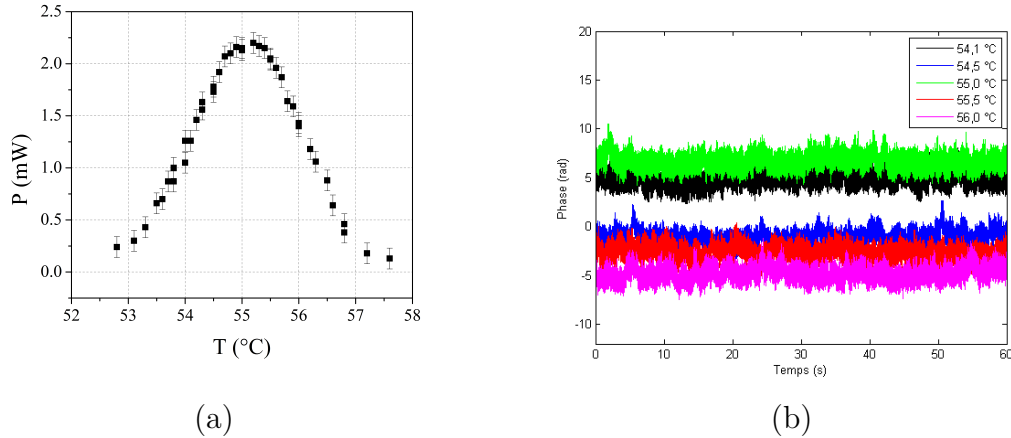 2.5
2.0
1.5
1.0
0.5
0.0
P (mW)
52 53 54 55 56 57 58
T (°C)
(a)
20
15
10
5
0
-5
-10
Phase (rad)
54,1 °C
54,5 °C
55,0 °C
55,5 °C
56,0 °C
0 10 20 30 40 50 60
Temps (s)
(b)